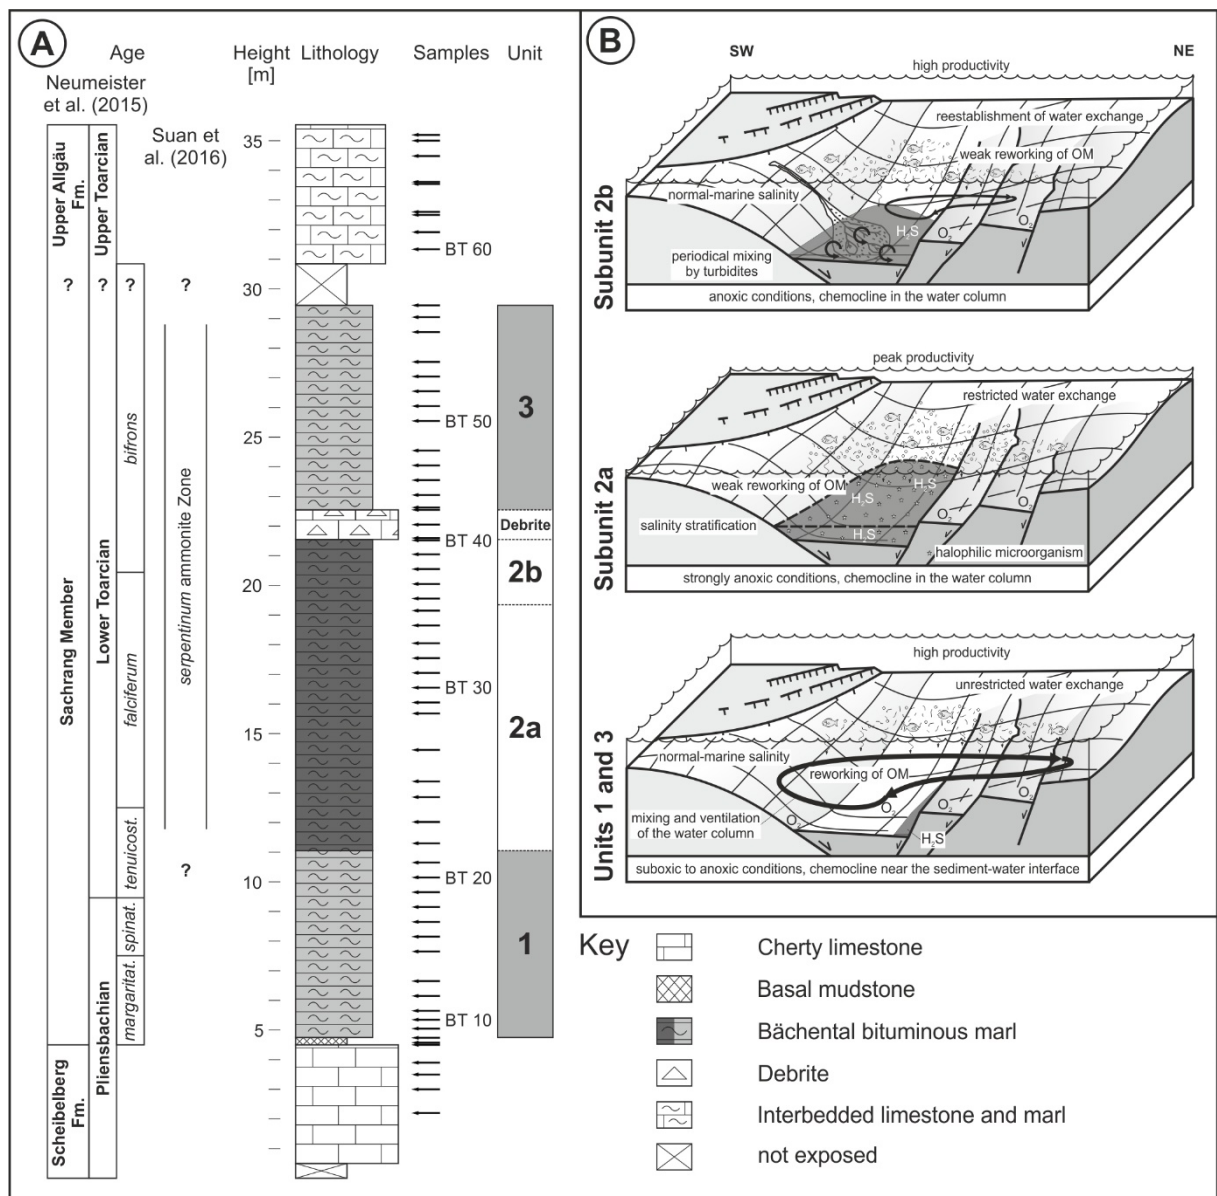 A
Age
Neumeister
et al. (2015)
Suan et
al. (2016)
Height
[m]
Lithology
Samples
Unit
Upper Allgäu
Fm.
Upper Toarcian
?
?
?
?
Sachrang Member
Lower Toarcian
bifrons
falciferum
tenuicost.
spinat.
margaritat.
serpentinum ammonite Zone
?
Scheibelberg
Fm.
Pliensbachian
35
30
25
20
15
10
5
BT 60
BT 50
BT 40
BT 30
BT 20
BT 10
3
Debrite
2b
2a
1
B
SW
NE
Subunit 2b
high productivity
reestablishment of water exchange
weak reworking of OM
normal-marine salinity
H2S
O2
O2
periodical mixing
by turbidites
anoxic conditions, chemocline in the water column
Subunit 2a
peak productivity
restricted water exchange
weak reworking of OM
H2S
H2S
salinity stratification
H2S
O2
O2
halophilic microorganism
strongly anoxic conditions, chemocline in the water column
Units 1 and 3
high productivity
unrestricted water exchange
normal-marine salinity
reworking of OM
mixing and ventilation
of the water column
O2
O2
O2
H2S
suboxic to anoxic conditions, chemocline near the sediment-water interface
Key
Cherty limestone
Basal mudstone
Bächental bituminous marl
Debrite
Interbedded limestone and marl
not exposed